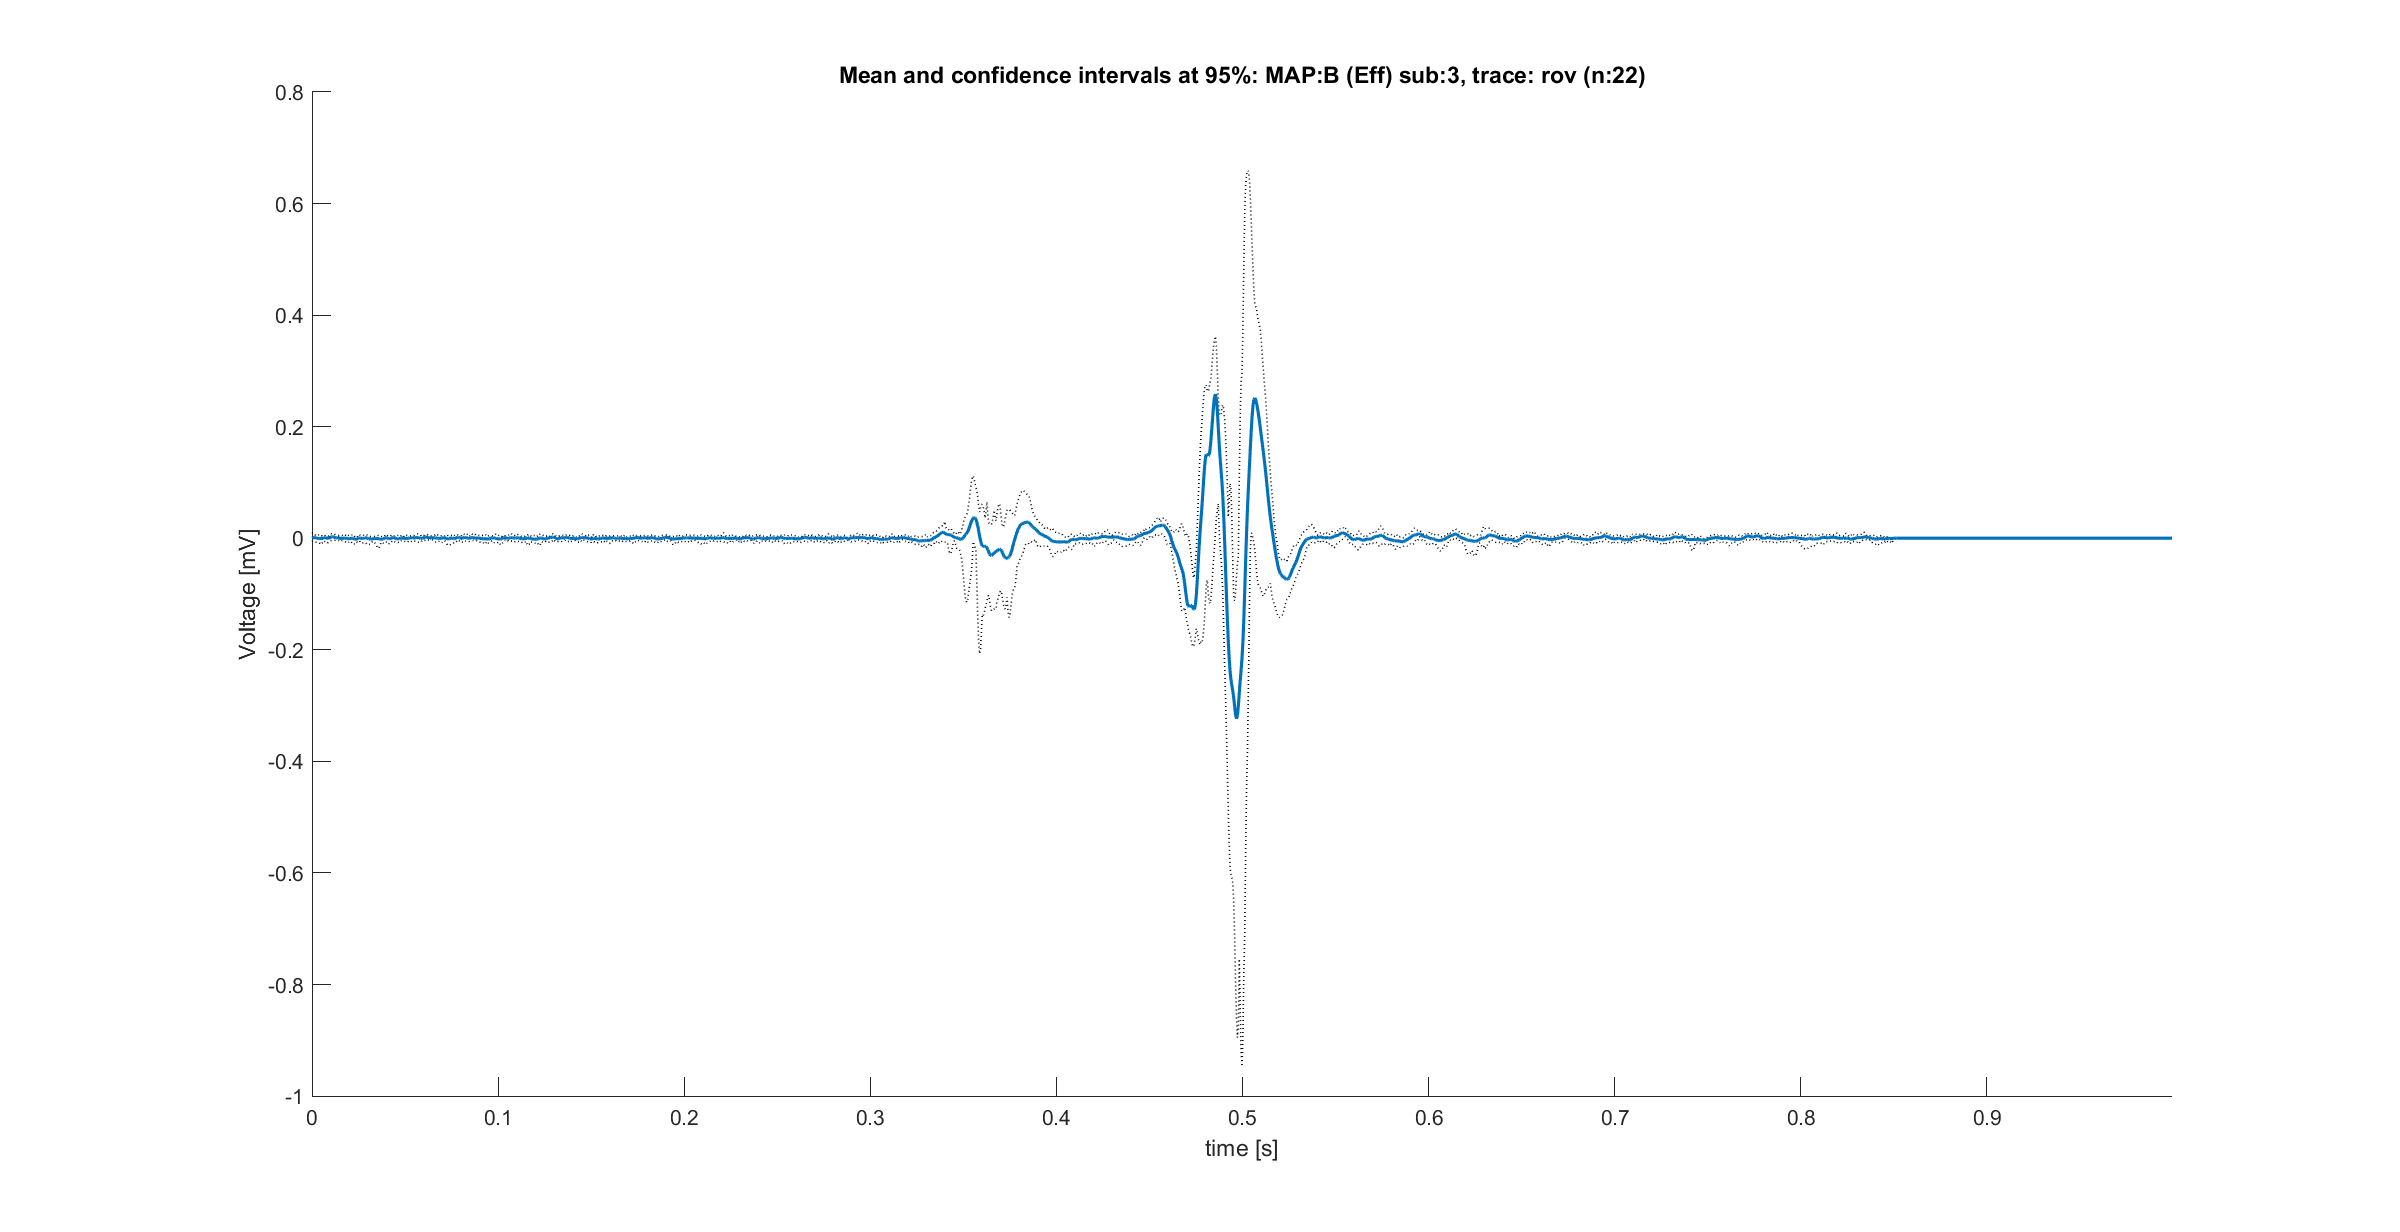 Mean and confidence intervals at 95%: MAP:B (Eff) sub:3, trace: rov (n:22)
0.8
0.6
0.4
0.2
0
-0.2
-0.4
-0.6
-0.8
-1
Voltage [mV]
0 0.1 0.2 0.3 0.4 0.5 0.6 0.7 0.8 0.9
time [s]